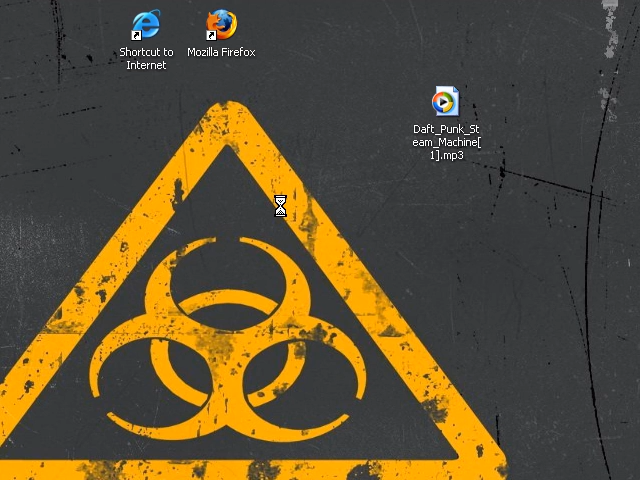 Shortcut to
Internet
Mozilla Firefox
Daft_Punk_St
eam_Machine[
1].mp3